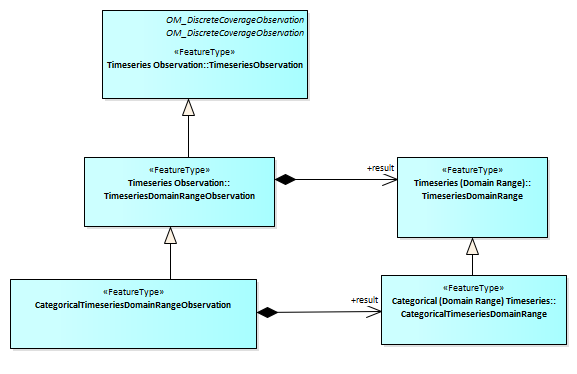 OM_DiscreteCoverageObservation
OM_DiscreteCoverageObservation
«FeatureType»
Timeseries Observation::TimeseriesObservation
«FeatureType»
Timeseries Observation::
TimeseriesDomainRangeObservation
+result
«FeatureType»
Timeseries (Domain Range)::
TimeseriesDomainRange
«FeatureType»
CategoricalTimeseriesDomainRangeObservation
+result
«FeatureType»
Categorical (Domain Range) Timeseries::
CategoricalTimeseriesDomainRange